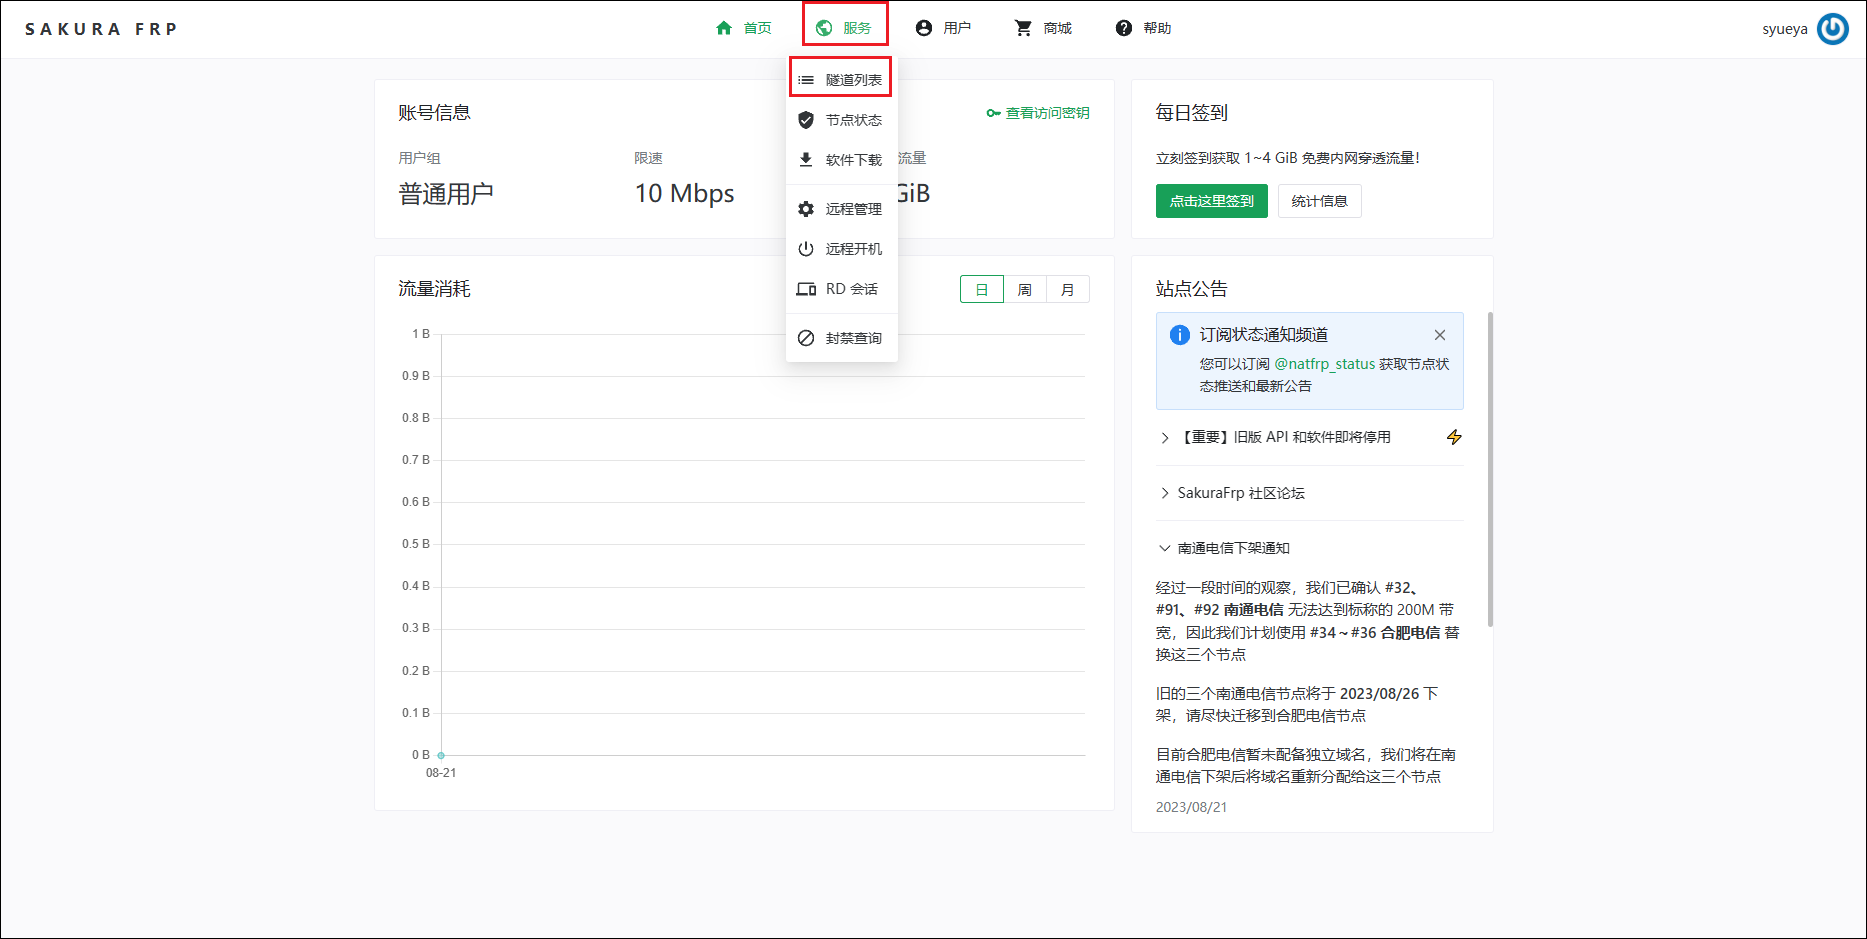 SAKURA FRP
首页
服务
用户
商城
帮助
syueya
隧道列表
节点状态
软件下载
远程管理
远程开机
RD 会话
封禁查询
账号信息
查看访问密钥
用户组
限速
流量
普通用户
10 Mbps
GiB
每日签到
立刻签到获取 1~4 GiB 免费内网穿透流量！
点击这里签到
统计信息
流量消耗
日
周
月
1 B
0.9 B
0.8 B
0.7 B
0.6 B
0.5 B
0.4 B
0.3 B
0.2 B
0.1 B
0 B
08-21
站点公告
订阅状态通知频道
您可以订阅 @natfrp_status 获取节点状
态推送和最新公告
【重要】旧版 API 和软件即将停用
SakuraFrp 社区论坛
南通电信下架通知
经过一段时间的观察，我们已确认 #32、
#91、#92 南通电信 无法达到标称的 200M 带
宽，因此我们计划使用 #34~#36 合肥电信 替
换这三个节点
旧的三个南通电信节点将于 2023/08/26 下
架，请尽快迁移到合肥电信节点
目前合肥电信暂未配备独立域名，我们将在南
通电信下架后将域名重新分配给这三个节点
2023/08/21